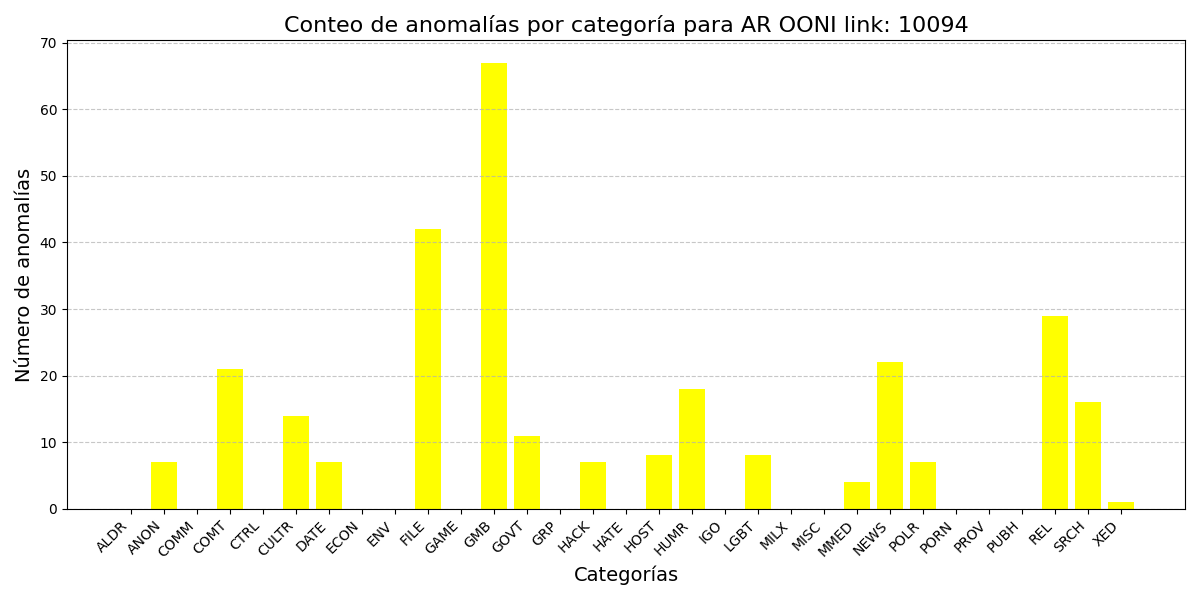 Conteo de anomalías por categoría para AR OONI link: 10094
Número de anomalías
70
60
50
40
30
20
10
0
ALDR
ANON
COMM
COMT
CTRL
CULTR
DATE
ECON
ENV
FILE
GAME
GMB
GOVT
GRP
HACK
HATE
HOST
HUMR
IGO
LGBT
MILX
MISC
MMED
NEWS
POLR
PORN
PROV
PUBH
REL
SRCH
XED
Categorías